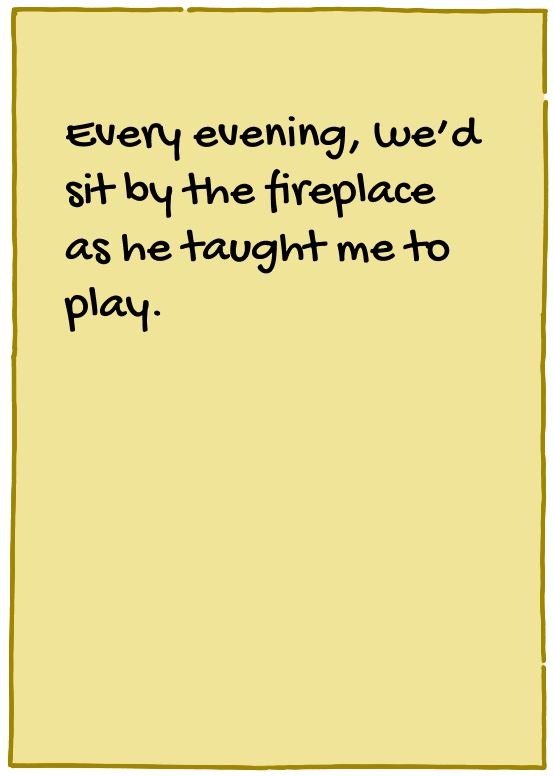 Every evening, we'd
sit by the fireplace
as he taught me to
play.